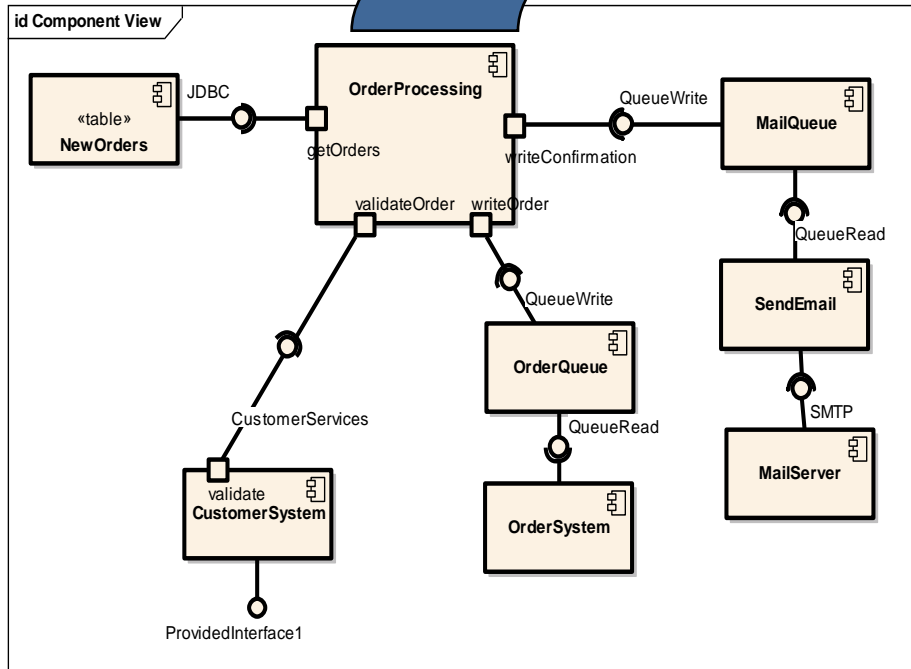 id Component View
«table»
NewOrders
JDBC
OrderProcessing
getOrders
validateOrder
writeOrder
writeConfirmation
QueueWrite
MailQueue
QueueRead
SendEmail
SMTP
MailServer
QueueWrite
OrderQueue
QueueRead
OrderSystem
CustomerServices
validate
CustomerSystem
ProvidedInterface1